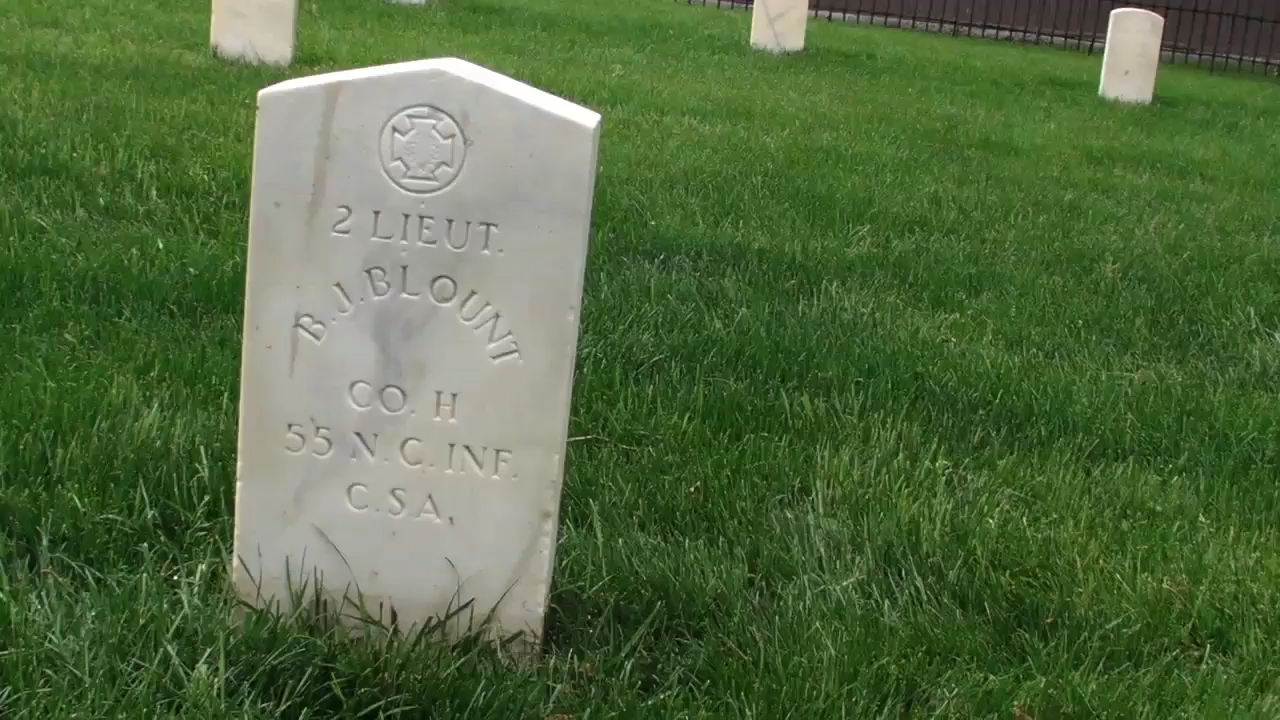 2 LIEUT.
B. J. BLOUNT
CO. H
55 N. C. INF.
C. S. A.